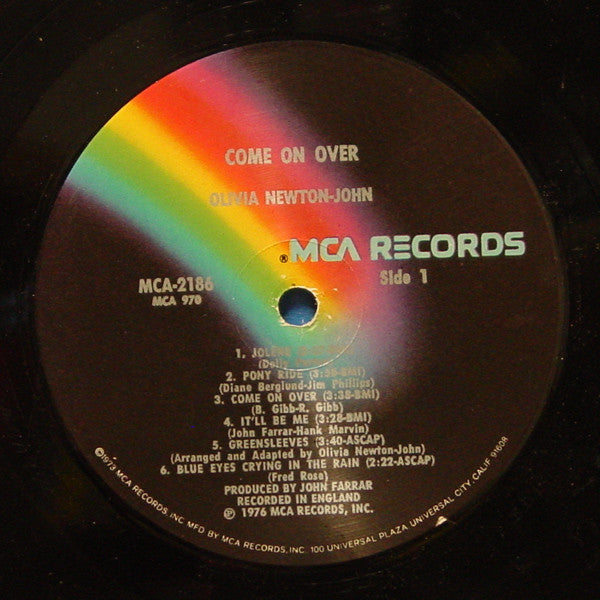 COME ON OVER
OLIVIA NEWTON-JOHN
® MCA RECORDS
MCA-2186
MCA 970
Side 1
1. JOLENE
(Dolly
2. PONY RIDE (3:38-BMI)
(Diane Berglund-Jim Phillips)
3. COME ON OVER (3:38-BMI)
(B. Gibb-R. Gibb)
4. IT'LL BE ME (3:28-BMI)
(John Farrar-Hank Marvin)
5. GREENSLEEVES (3:40-ASCAP)
(Arranged and Adapted by Olivia Newton-John)
6. BLUE EYES CRYING IN THE RAIN (2:22-ASCAP)
(Fred Rose)
PRODUCED BY JOHN FARRAR
RECORDED IN ENGLAND
℗ 1976 MCA RECORDS, INC.
©1973 MCA RECORDS INC. MFD BY MCA RECORDS, INC. 100 UNIVERSAL PLAZA UNIVERSAL CITY, CALIF. 91608